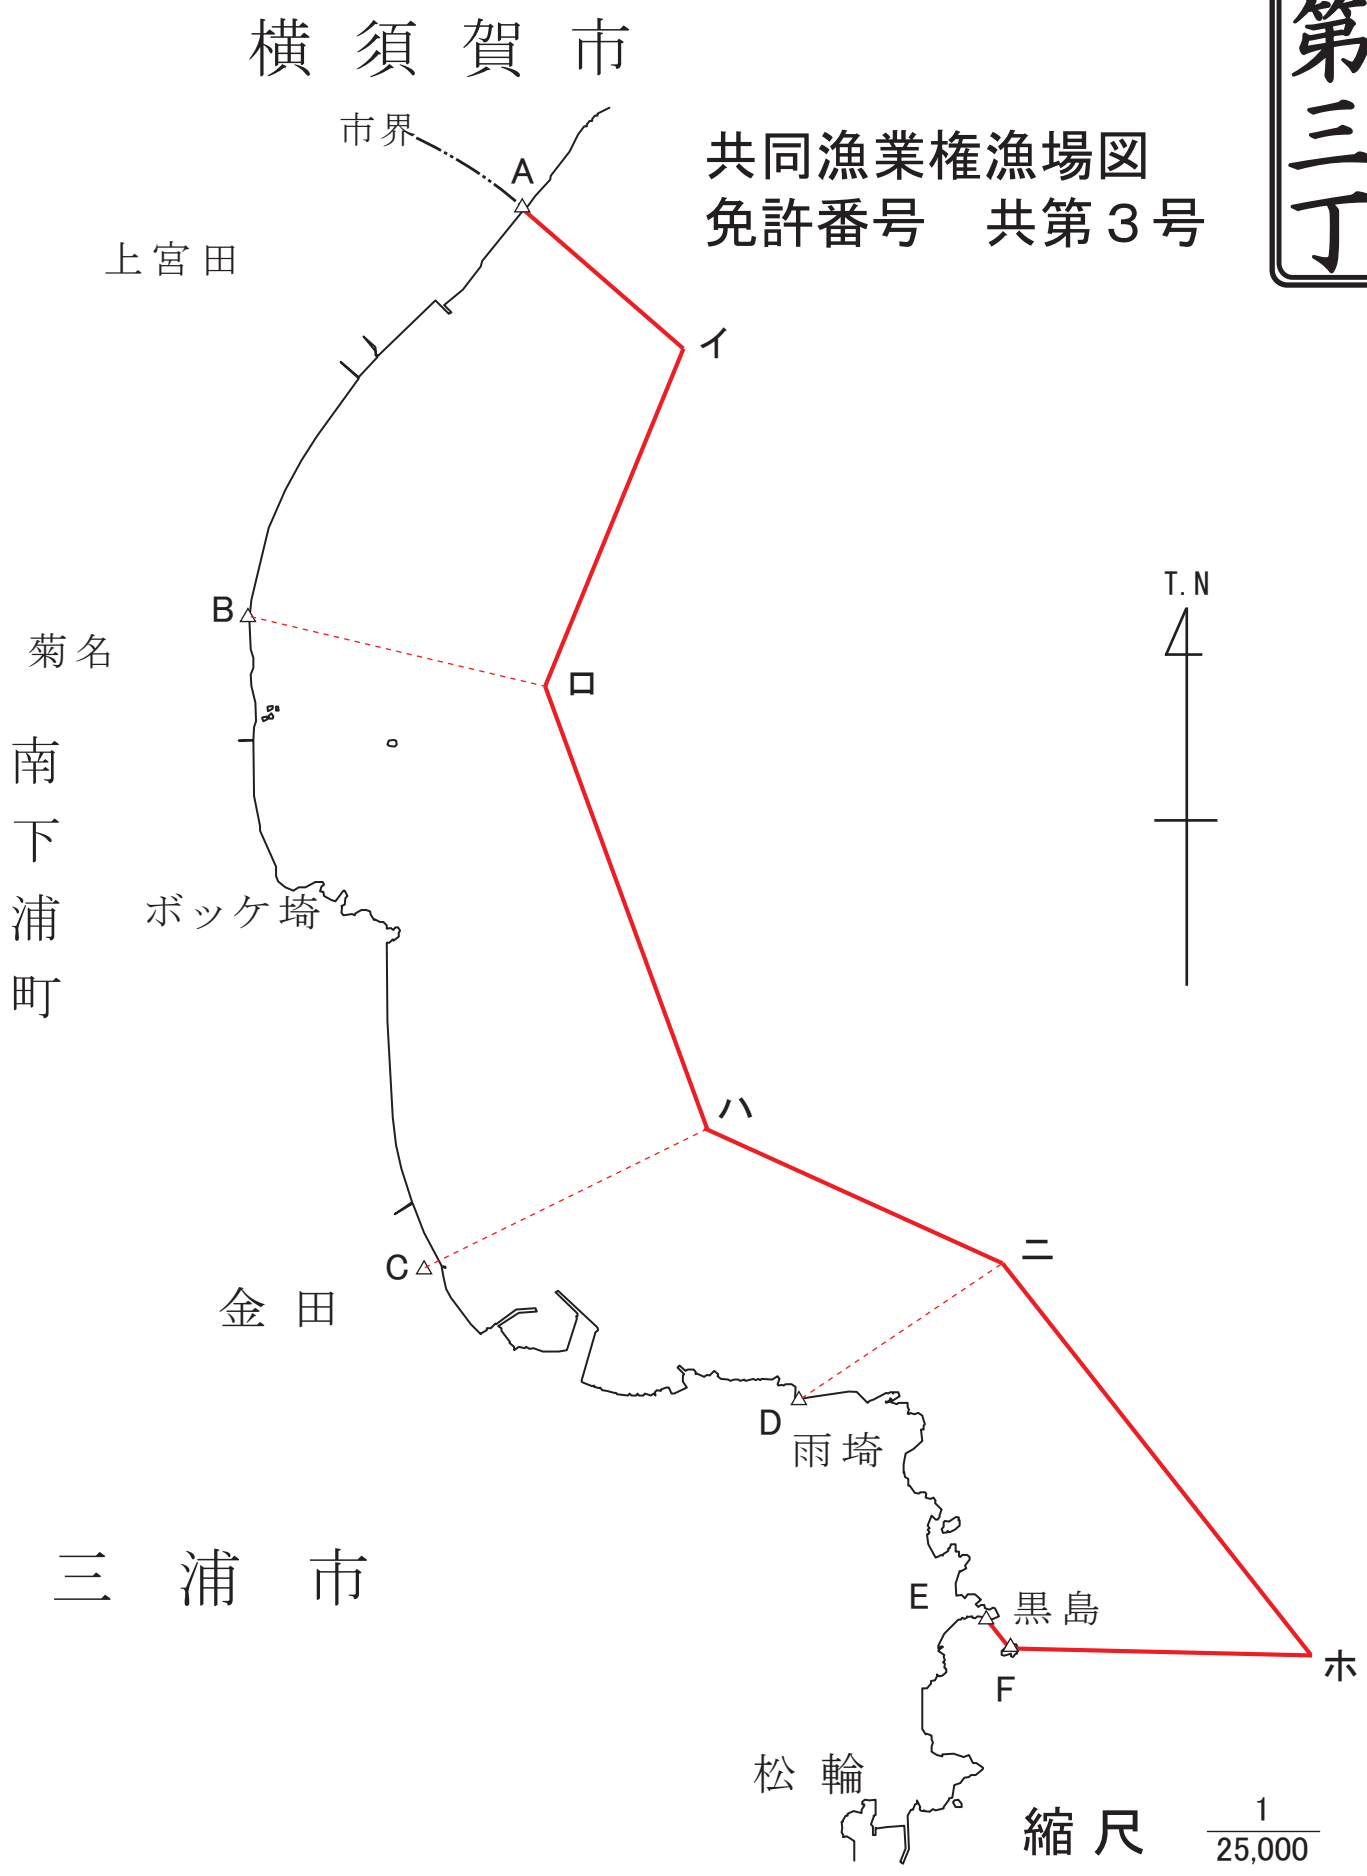 横須賀市
第三丁
市界
A
共同漁業権漁場図
免許番号 共第3号
上宮田
イ
T.N
B
菊名
ロ
南下浦町
ボッケ埼
ハ
C
ニ
金田
D
雨埼
三浦市
E
黒島
F
ホ
松輪
縮尺 1/25,000